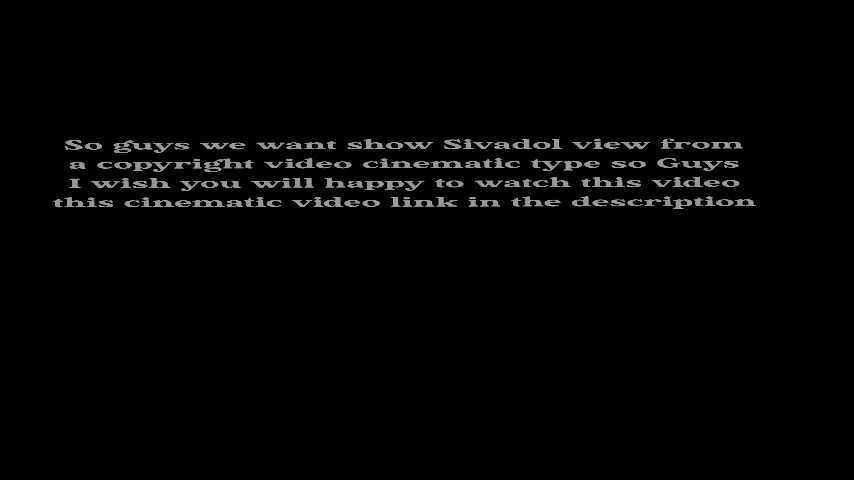 So guys we want show Sivadol view from
a copyright video cinematic type so Guys
I wish you will happy to watch this video
this cinematic video link in the description